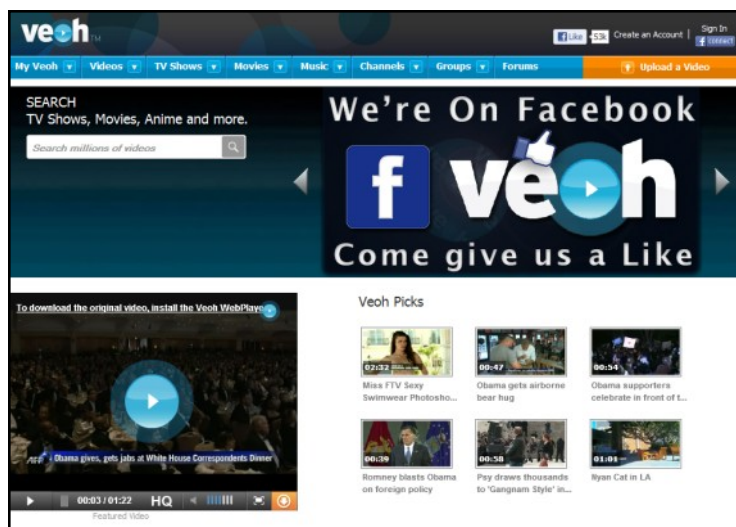 veoh TM
Like 53k Create an Account | Sign In
f connect
My Veoh Videos TV Shows Movies Music Channels Groups Forums Upload a Video
SEARCH
TV Shows, Movies, Anime and more.
Search millions of videos
We're On Facebook
f veoh
Come give us a Like
To download the original video, install the Veoh WebPlaye
AFP Obama gives, gets jabs at White House Correspondents Dinner
00:03 / 01:22 HQ
Featured Video
Veoh Picks
02:32
Miss FTV Sexy
Swimwear Photosho...
00:47
Obama gets airborne
bear hug
00:54
Obama supporters
celebrate in front of t...
00:39
Romney blasts Obama
on foreign policy
00:58
Psy draws thousands
to 'Gangnam Style' in...
01:01
Nyan Cat in LA